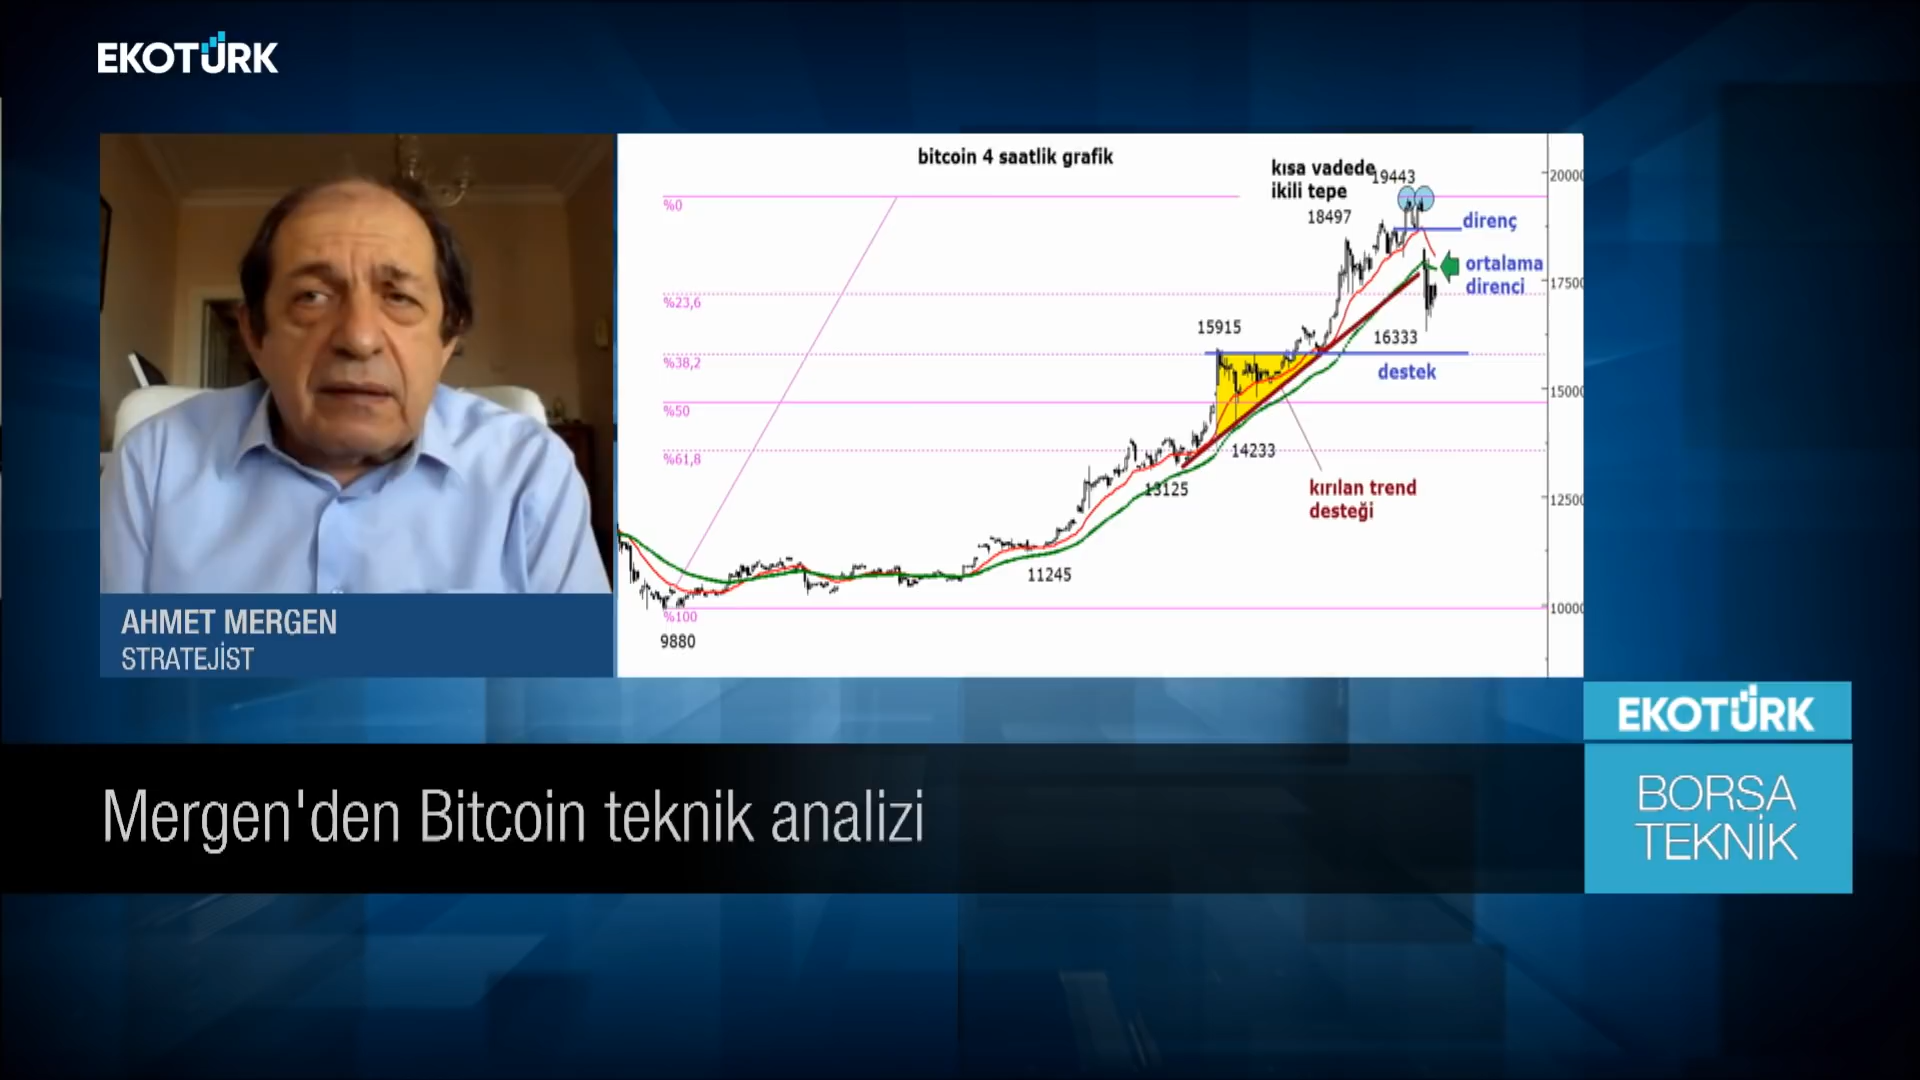 EKOTÜRK
bitcoin 4 saatlik grafik
kısa vadede
ikili tepe
19443
18497
20000
%0
direnç
ortalama
direnci
17500
%23,6
15915
16333
%38,2
destek
15000
%50
14233
%61,8
13125
kırılan trend
desteği
12500
11245
10000
%100
9880
AHMET MERGEN
STRATEJİST
EKOTÜRK
Mergen'den Bitcoin teknik analizi
BORSA
TEKNİK